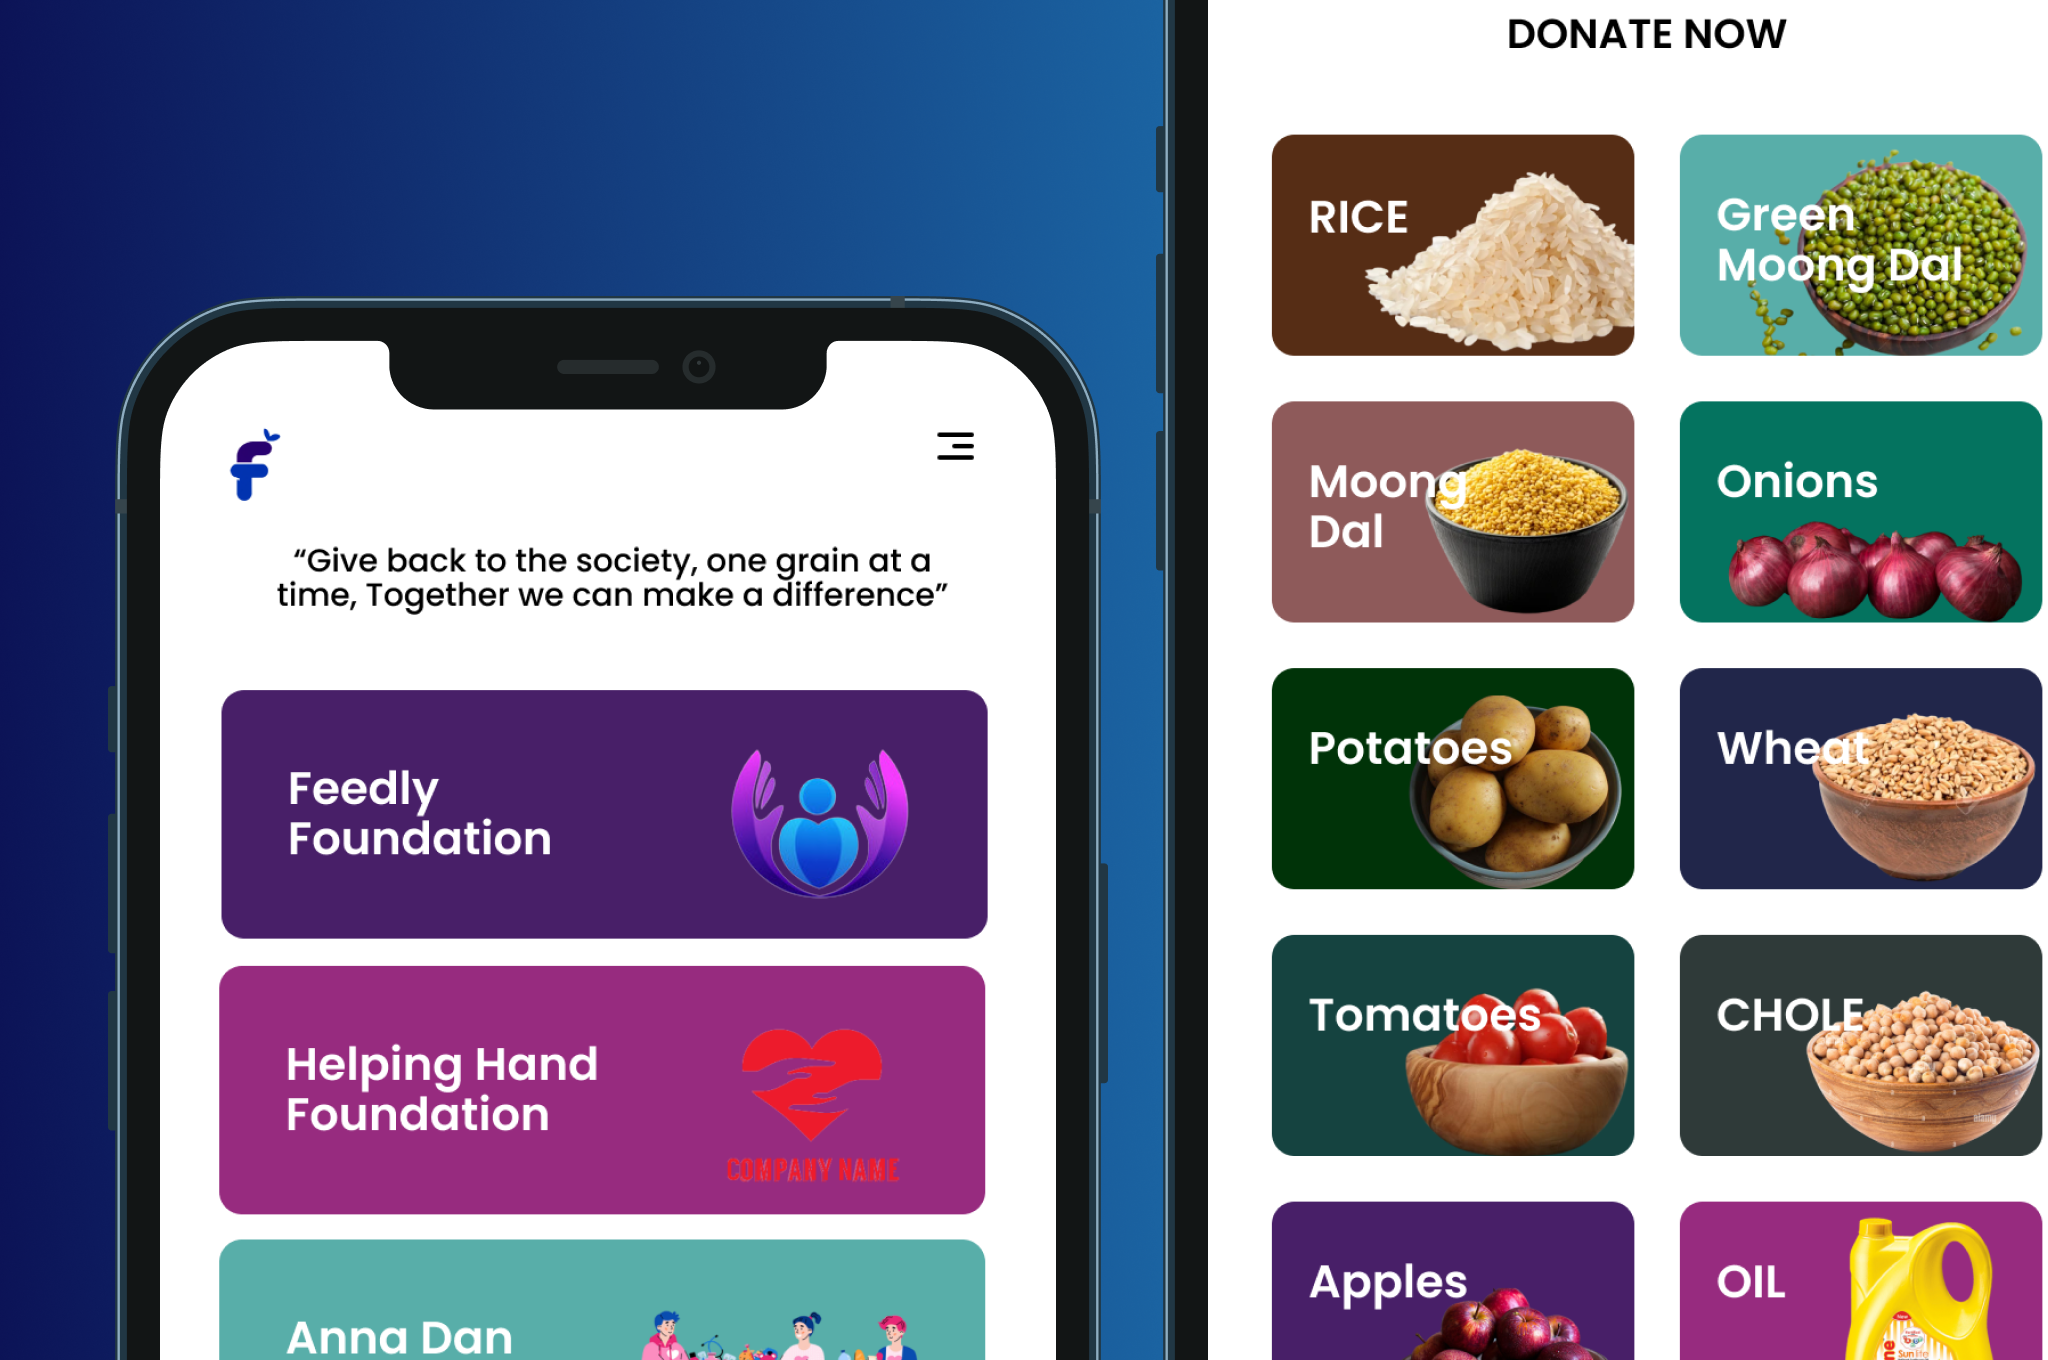 “Give back to the society, one grain at a
time, Together we can make a difference”
Feedly
Foundation
Helping Hand
Foundation
COMPANY NAME
Anna Dan
DONATE NOW
RICE
Green
Moong Dal
Moong
Dal
Onions
Potatoes
Wheat
Tomatoes
CHOLE
alamy
Apples
OIL
Sunlite